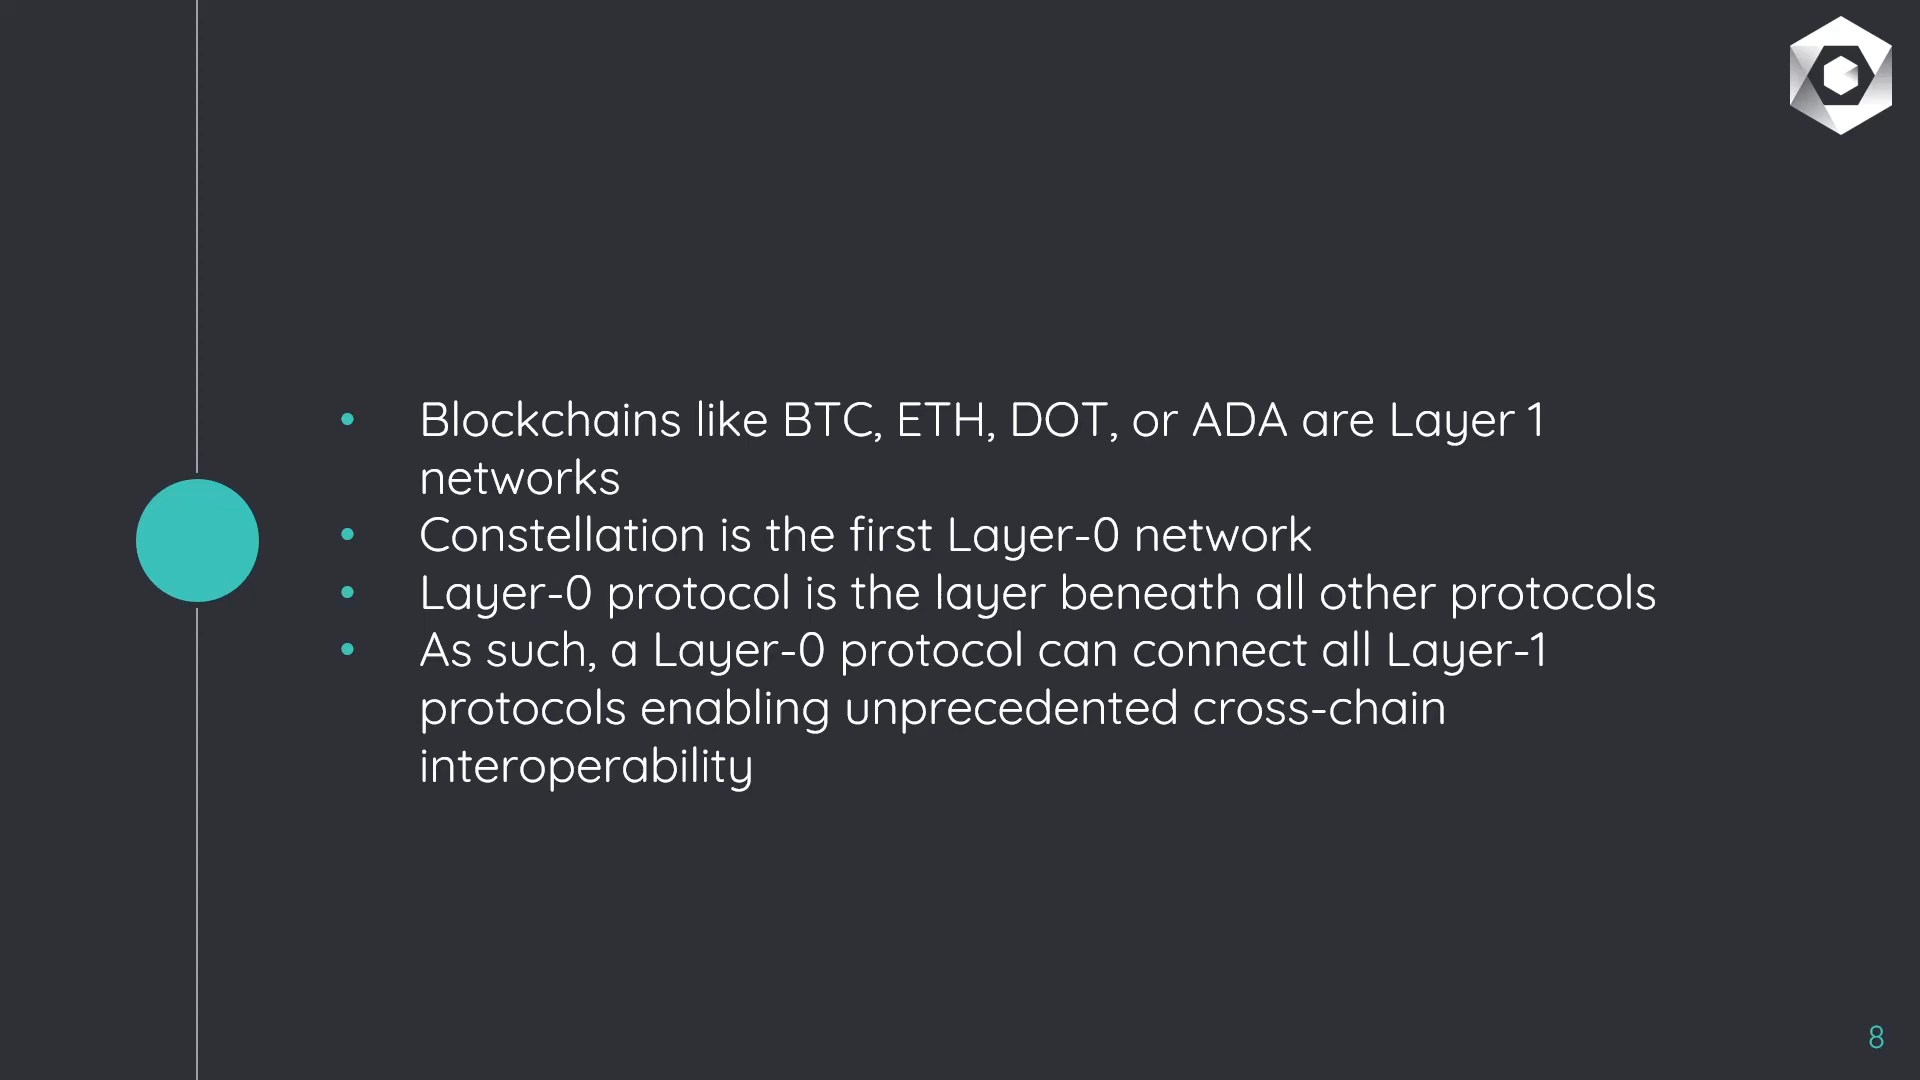 • Blockchains like BTC, ETH, DOT, or ADA are Layer 1
networks
• Constellation is the first Layer-0 network
• Layer-0 protocol is the layer beneath all other protocols
• As such, a Layer-0 protocol can connect all Layer-1
protocols enabling unprecedented cross-chain
interoperability
8